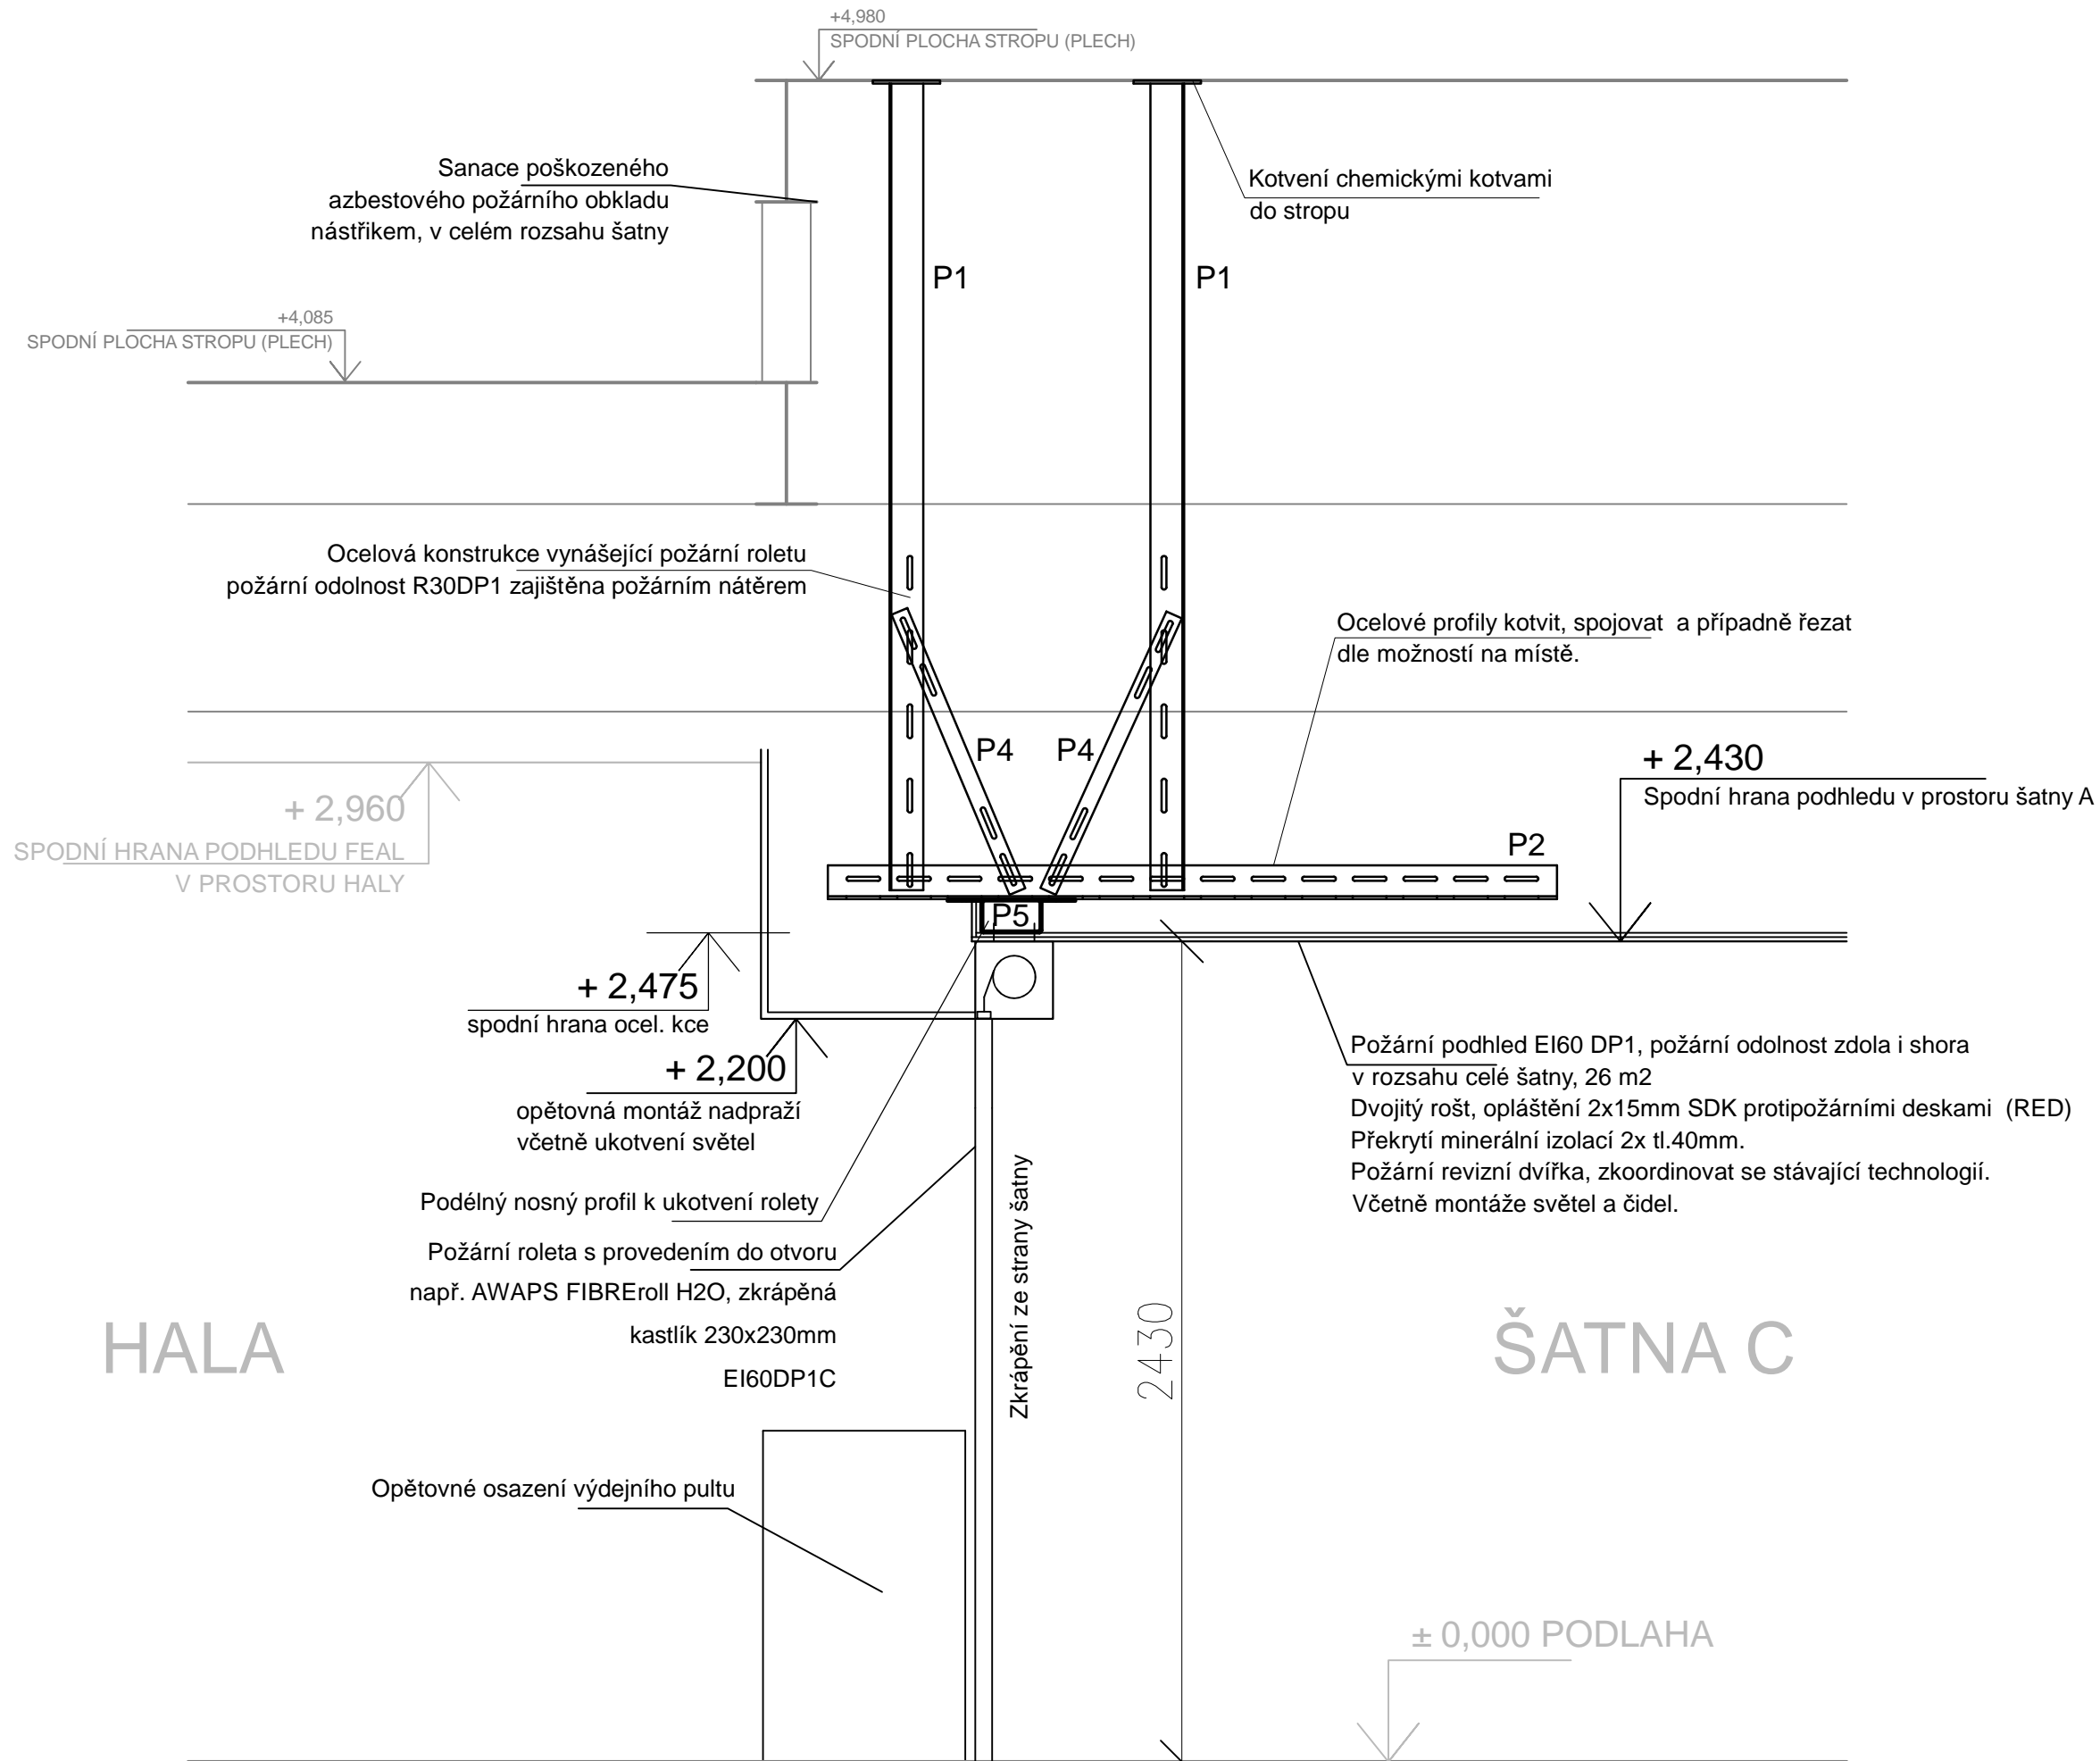 +4,980
SPODNÍ PLOCHA STROPU (PLECH)
Sanace poškozeného
azbestového požárního obkladu
nástřikem, v celém rozsahu šatny
Kotvení chemickými kotvami
do stropu
P1
P1
+4,085
SPODNÍ PLOCHA STROPU (PLECH)
Ocelová konstrukce vynášející požární roletu
požární odolnost R30DP1 zajištěna požárním nátěrem
Ocelové profily kotvit, spojovat a případně řezat
dle možností na místě.
P4
P4
+ 2,430
Spodní hrana podhledu v prostoru šatny A
+ 2,960
SPODNÍ HRANA PODHLEDU FEAL
V PROSTORU HALY
P2
P5
+ 2,475
spodní hrana ocel. kce
+ 2,200
opětovná montáž nadpraží
včetně ukotvení světel
Požární podhled EI60 DP1, požární odolnost zdola i shora
v rozsahu celé šatny, 26 m2
Dvojitý rošt, opláštění 2x15mm SDK protipožárními deskami (RED)
Překrytí minerální izolací 2x tl.40mm.
Požární revizní dvířka, zkoordinovat se stávající technologií.
Včetně montáže světel a čidel.
Podélný nosný profil k ukotvení rolety
Požární roleta s provedením do otvoru
např. AWAPS FIBREroll H2O, zkrápěná
kastlík 230x230mm
EI60DP1C
Zkrápění ze strany šatny
2430
HALA
ŠATNA C
Opětovné osazení výdejního pultu
± 0,000 PODLAHA